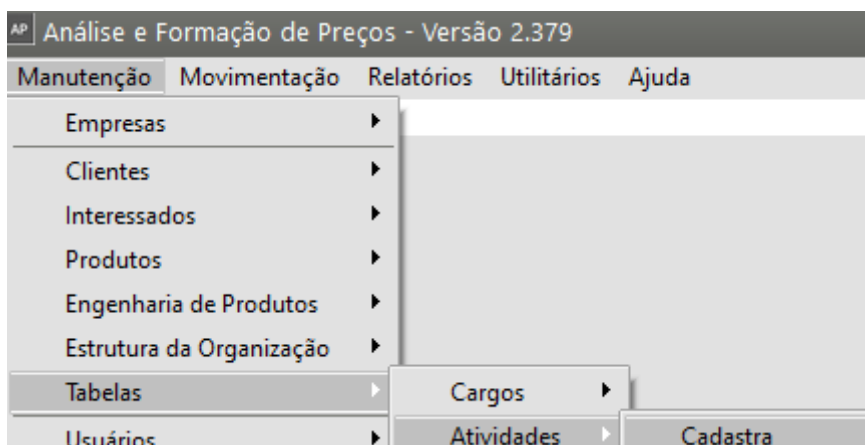 AP Análise e Formação de Preços - Versão 2.379
Manutenção Movimentação Relatórios Utilitários Ajuda
Empresas
Clientes
Interessados
Produtos
Engenharia de Produtos
Estrutura da Organização
Tabelas Cargos
Usuários Atividades Cadastra